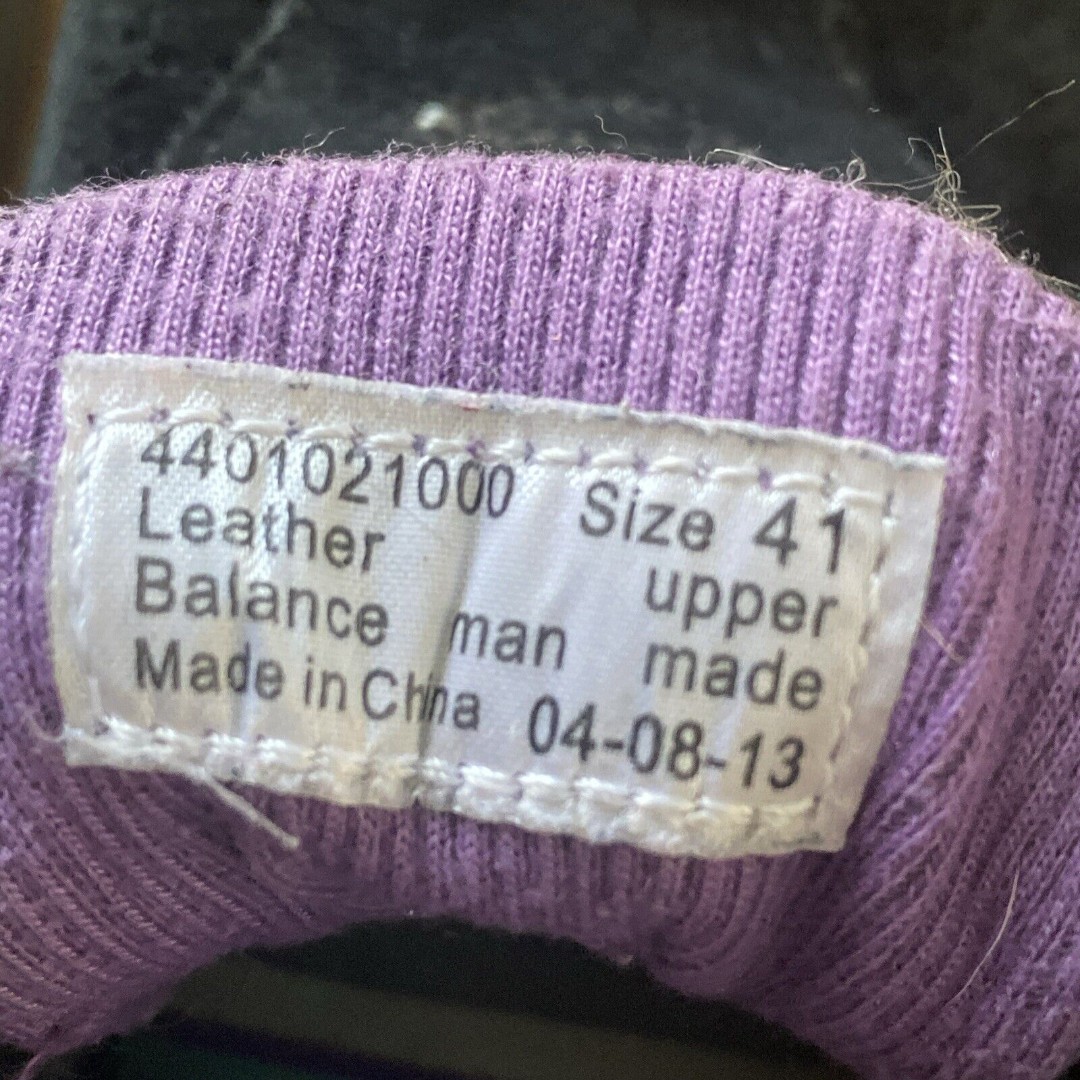 4401021000 Size 41
Leather upper
Balance man made
Made in China 04-08-13